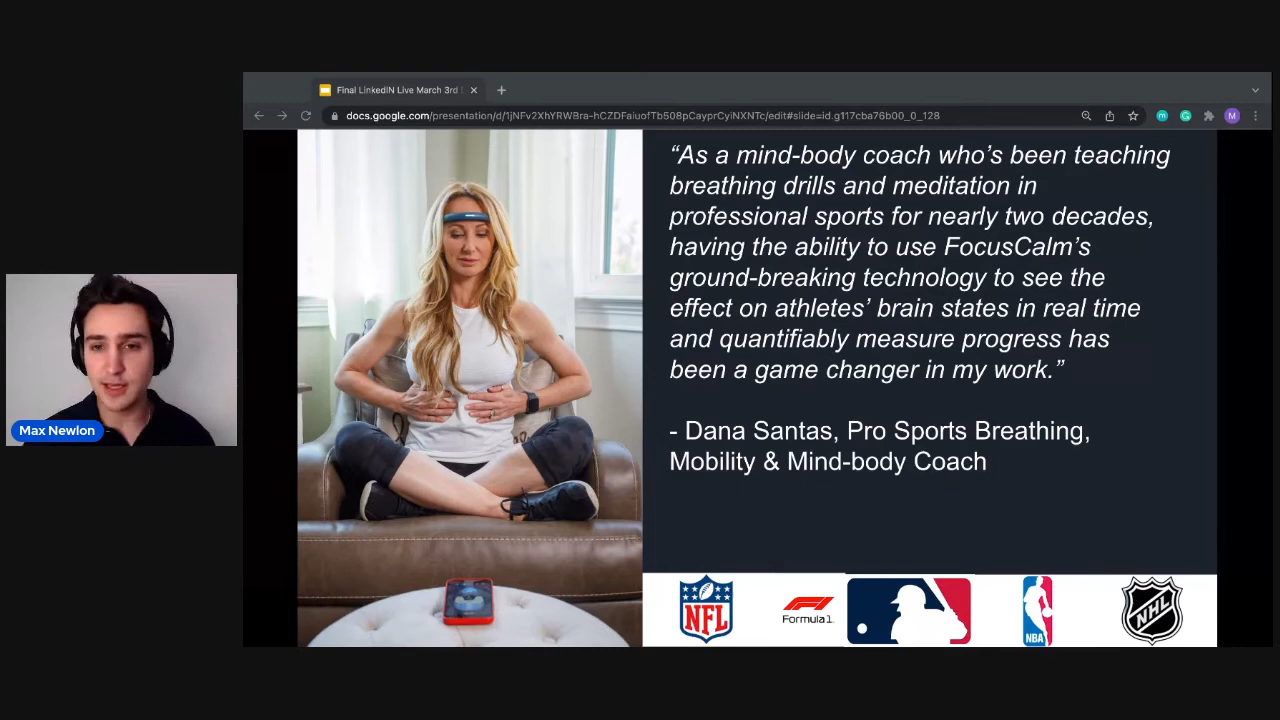 Final LinkedIN Live March 3rd
docs.google.com/presentation/d/1jNFv2XhYRWBra-hCZDFaiuofTb508pCayprCyiNXNTc/edit#slide=id.g117cba76b00_0_128
M
“As a mind-body coach who’s been teaching
breathing drills and meditation in
professional sports for nearly two decades,
having the ability to use FocusCalm’s
ground-breaking technology to see the
effect on athletes’ brain states in real time
and quantifiably measure progress has
been a game changer in my work.”
- Dana Santas, Pro Sports Breathing,
Mobility & Mind-body Coach
Max Newlon
NFL
Formula 1
NBA
NHL